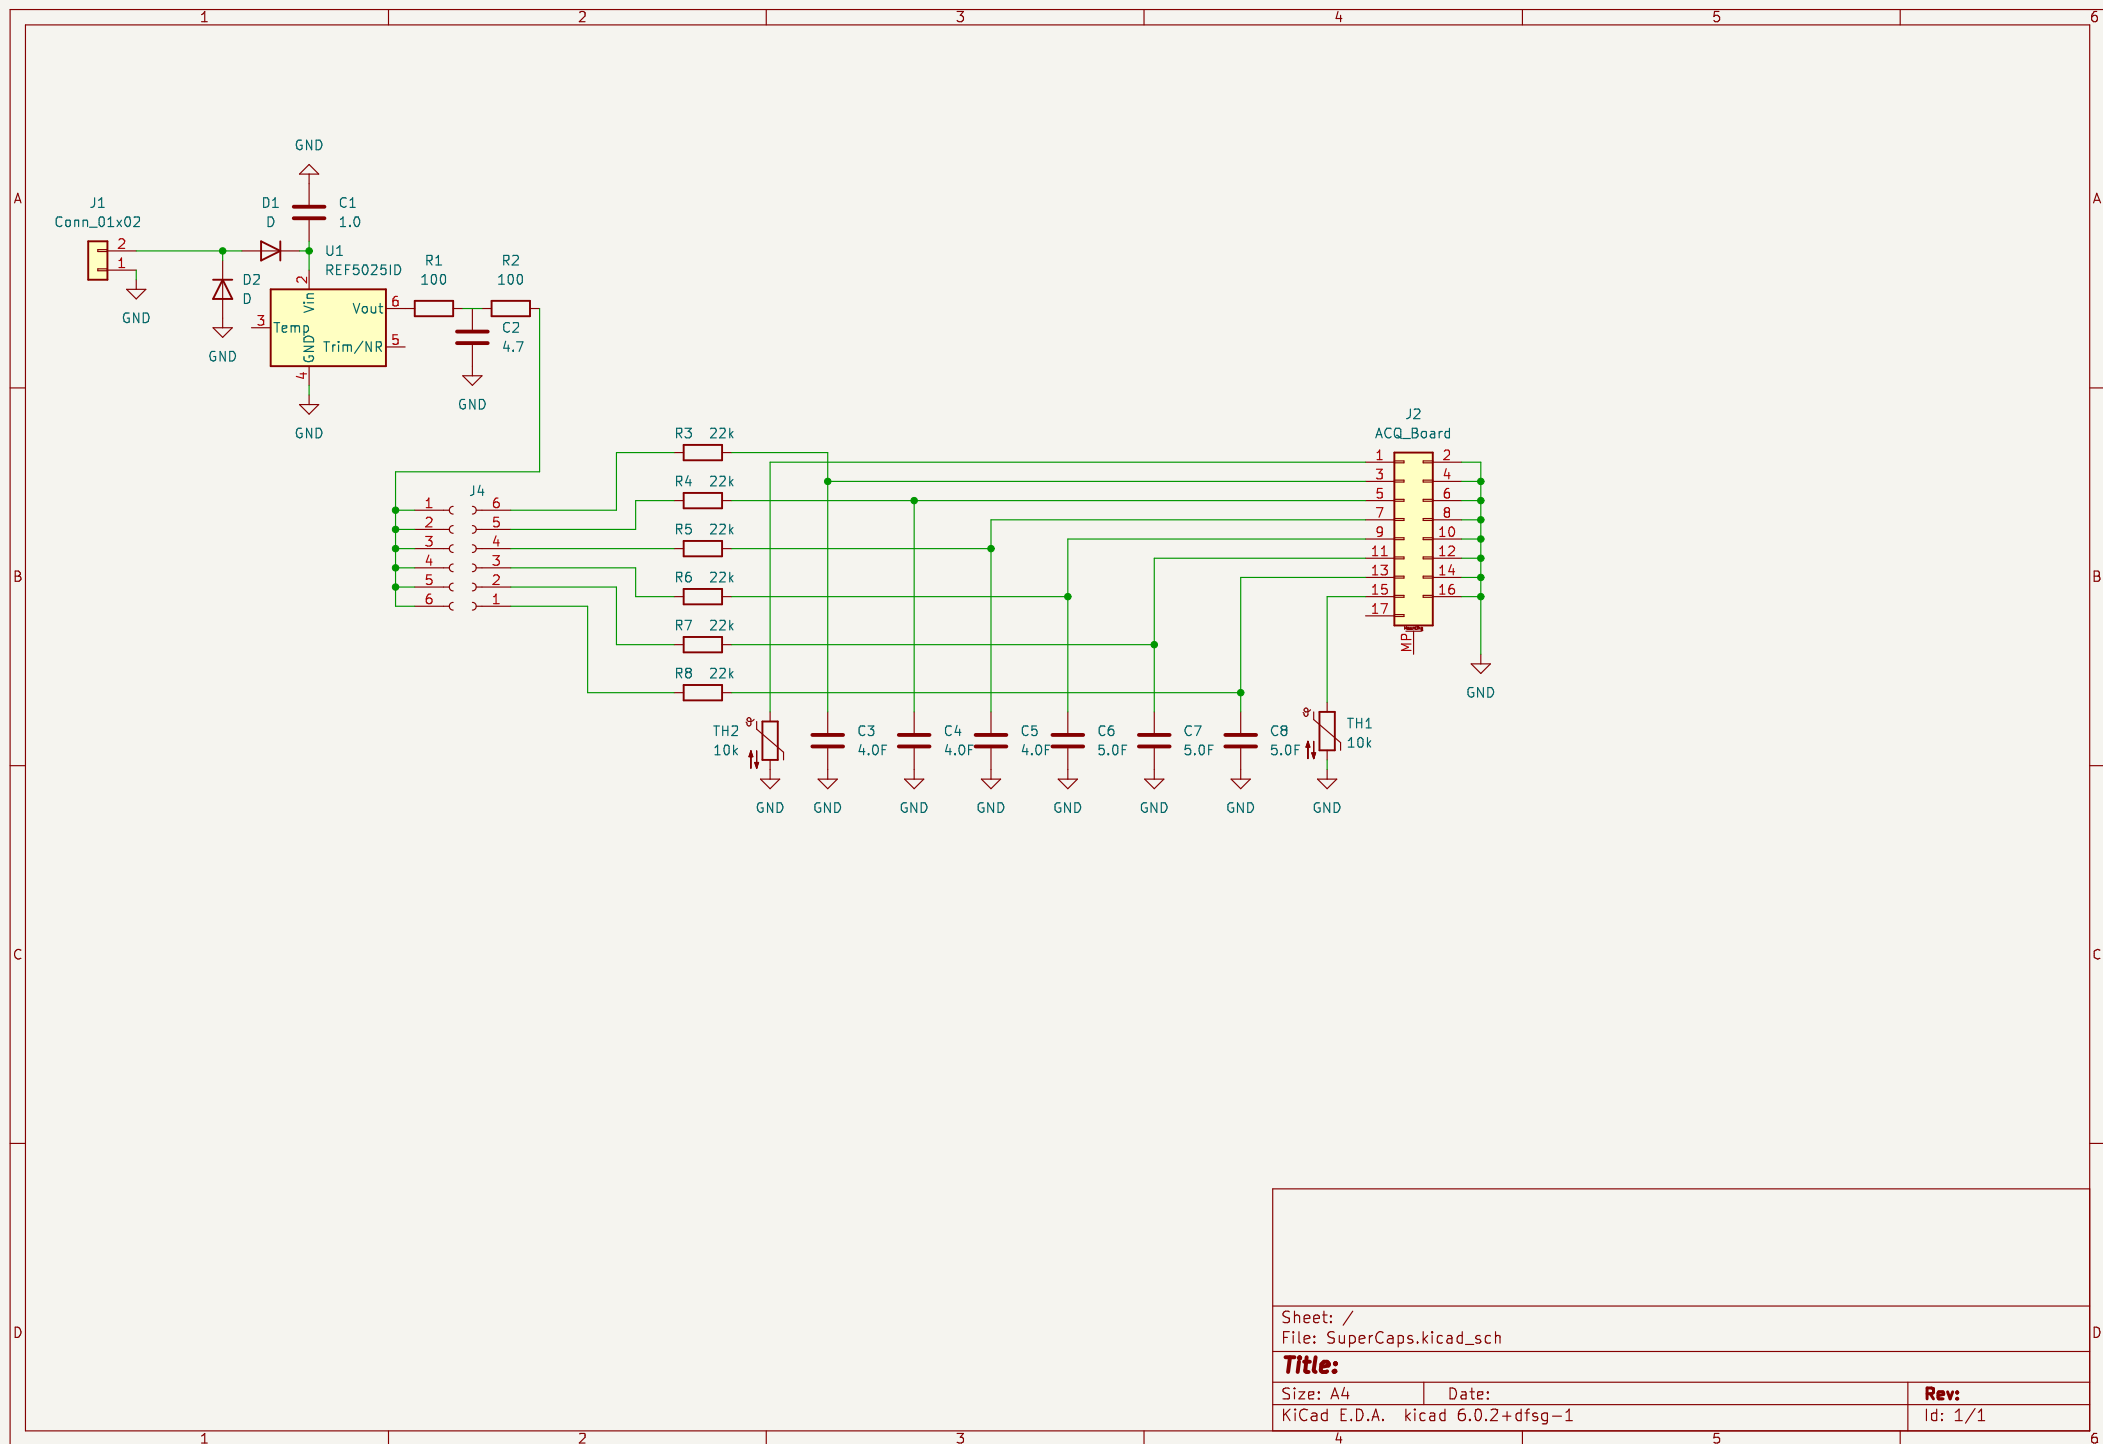 1 2 3 4 5 6
GND
A A
J1
Conn_01x02
D1
D
C1
1.0
2
1
GND
D2
D
GND
U1
REF5025ID
2
Vin
Vout
6
3
Temp
GND
Trim/NR
5
4
GND
R1
100
R2
100
C2
4.7
GND
J2
ACQ_Board
R3 22k
R4 22k
R5 22k
R6 22k
R7 22k
R8 22k
J4
1 6
2 5
3 4
4 3
5 2
6 1
1 2
3 4
5 6
7 8
9 10
11 12
13 14
15 16
17
MP
GND
B B
TH2
10k
C3
4.0F
C4
4.0F
C5
4.0F
C6
5.0F
C7
5.0F
C8
5.0F
TH1
10k
GND GND GND GND GND GND GND GND
C C
D D
Sheet: /
File: SuperCaps.kicad_sch
Title:
Size: A4 Date: Rev:
KiCad E.D.A. kicad 6.0.2+dfsg-1 Id: 1/1
1 2 3 4 5 6